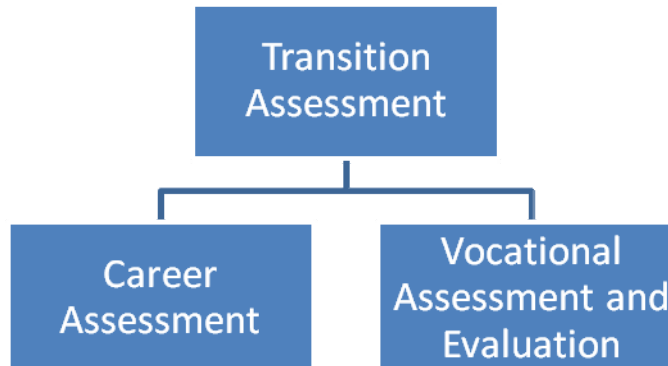 Transition
Assessment
Career
Assessment
Vocational
Assessment and
Evaluation